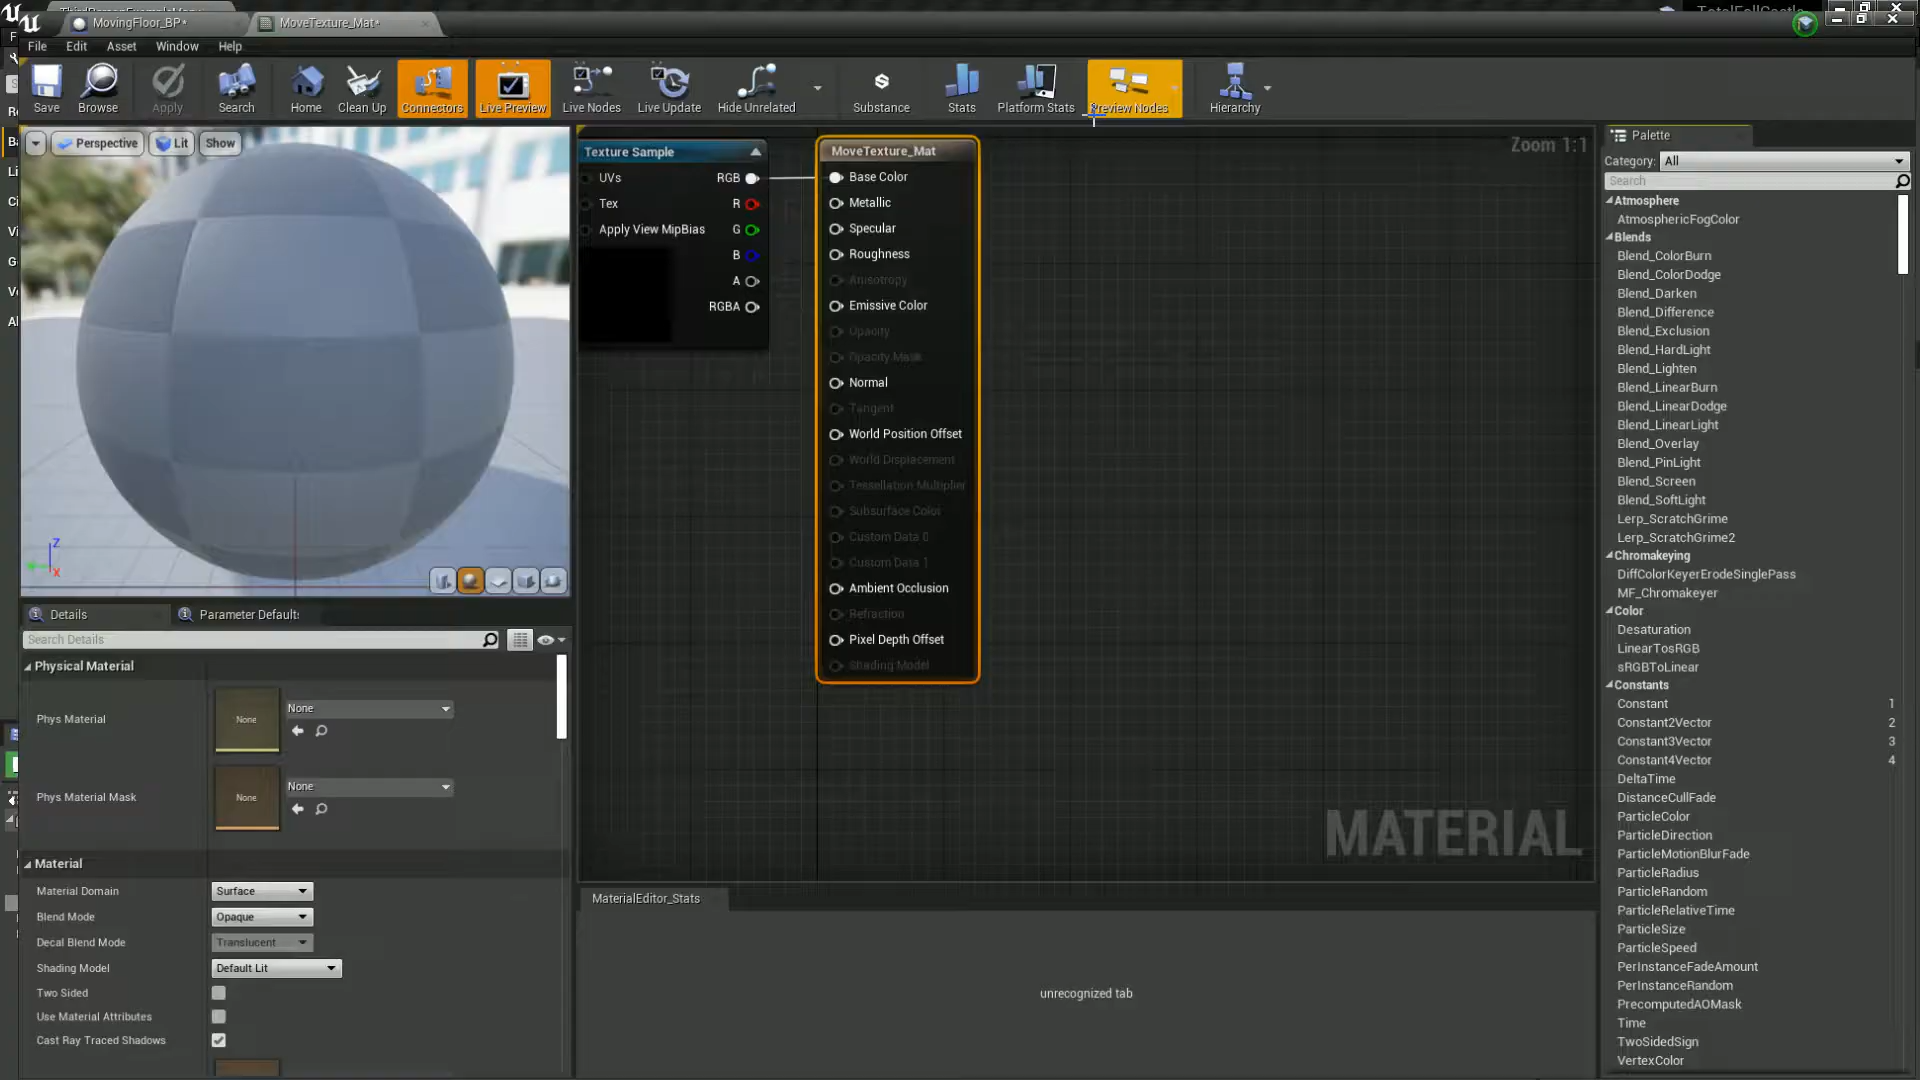 ThirdPersonExampleMap
TotalFallCastle
MovingFloor_BP*
MoveTexture_Mat*
File
Edit
Asset
Window
Help
Save
Browse
Apply
Search
Home
Clean Up
Connectors
Live Preview
Live Nodes
Live Update
Hide Unrelated
Substance
Stats
Platform Stats
Preview Nodes
Hierarchy
Perspective
Lit
Show
Z
X
Texture Sample
UVs
RGB
Tex
R
Apply View MipBias
G
B
A
RGBA
MoveTexture_Mat
Base Color
Metallic
Specular
Roughness
Anisotropy
Emissive Color
Opacity
Opacity Mask
Normal
Tangent
World Position Offset
World Displacement
Tessellation Multiplier
Subsurface Color
Custom Data 0
Custom Data 1
Ambient Occlusion
Refraction
Pixel Depth Offset
Shading Model
Zoom 1:1
MATERIAL
MaterialEditor_Stats
unrecognized tab
Details
Parameter Defaults
Search Details
Physical Material
Phys Material
None
None
Phys Material Mask
None
None
Material
Material Domain
Surface
Blend Mode
Opaque
Decal Blend Mode
Translucent
Shading Model
Default Lit
Two Sided
Use Material Attributes
Cast Ray Traced Shadows
Palette
Category:
All
Search
Atmosphere
AtmosphericFogColor
Blends
Blend_ColorBurn
Blend_ColorDodge
Blend_Darken
Blend_Difference
Blend_Exclusion
Blend_HardLight
Blend_Lighten
Blend_LinearBurn
Blend_LinearDodge
Blend_LinearLight
Blend_Overlay
Blend_PinLight
Blend_Screen
Blend_SoftLight
Lerp_ScratchGrime
Lerp_ScratchGrime2
Chromakeying
DiffColorKeyerErodeSinglePass
MF_Chromakeyer
Color
Desaturation
LinearTosRGB
sRGBToLinear
Constants
Constant 1
Constant2Vector 2
Constant3Vector 3
Constant4Vector 4
DeltaTime
DistanceCullFade
ParticleColor
ParticleDirection
ParticleMotionBlurFade
ParticleRadius
ParticleRandom
ParticleRelativeTime
ParticleSize
ParticleSpeed
PerInstanceFadeAmount
PerInstanceRandom
PrecomputedAOMask
Time
TwoSidedSign
VertexColor